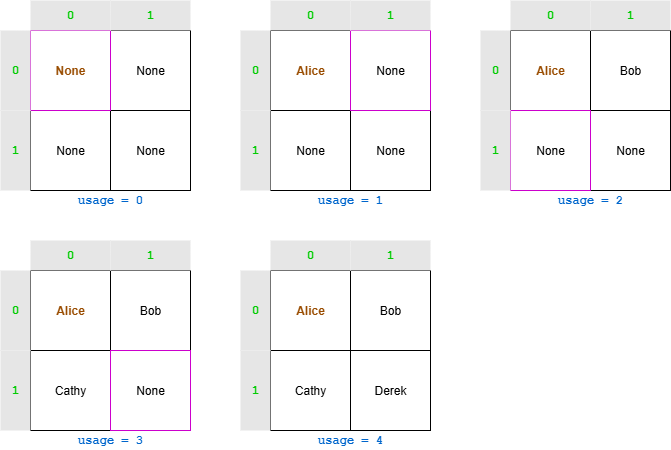 0 1
0 None None
1 None None
usage = 0
0 1
0 Alice None
1 None None
usage = 1
0 1
0 Alice Bob
1 None None
usage = 2
0 1
0 Alice Bob
1 Cathy None
usage = 3
0 1
0 Alice Bob
1 Cathy Derek
usage = 4